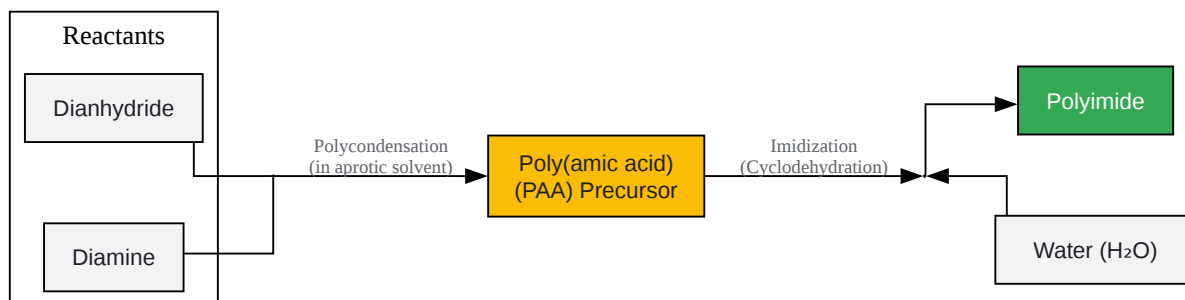 Reactants
Dianhydride
Diamine
Polycondensation
(in aprotic solvent)
Poly(amic acid)
(PAA) Precursor
Imidization
(Cyclodehydration)
Polyimide
Water (H₂O)